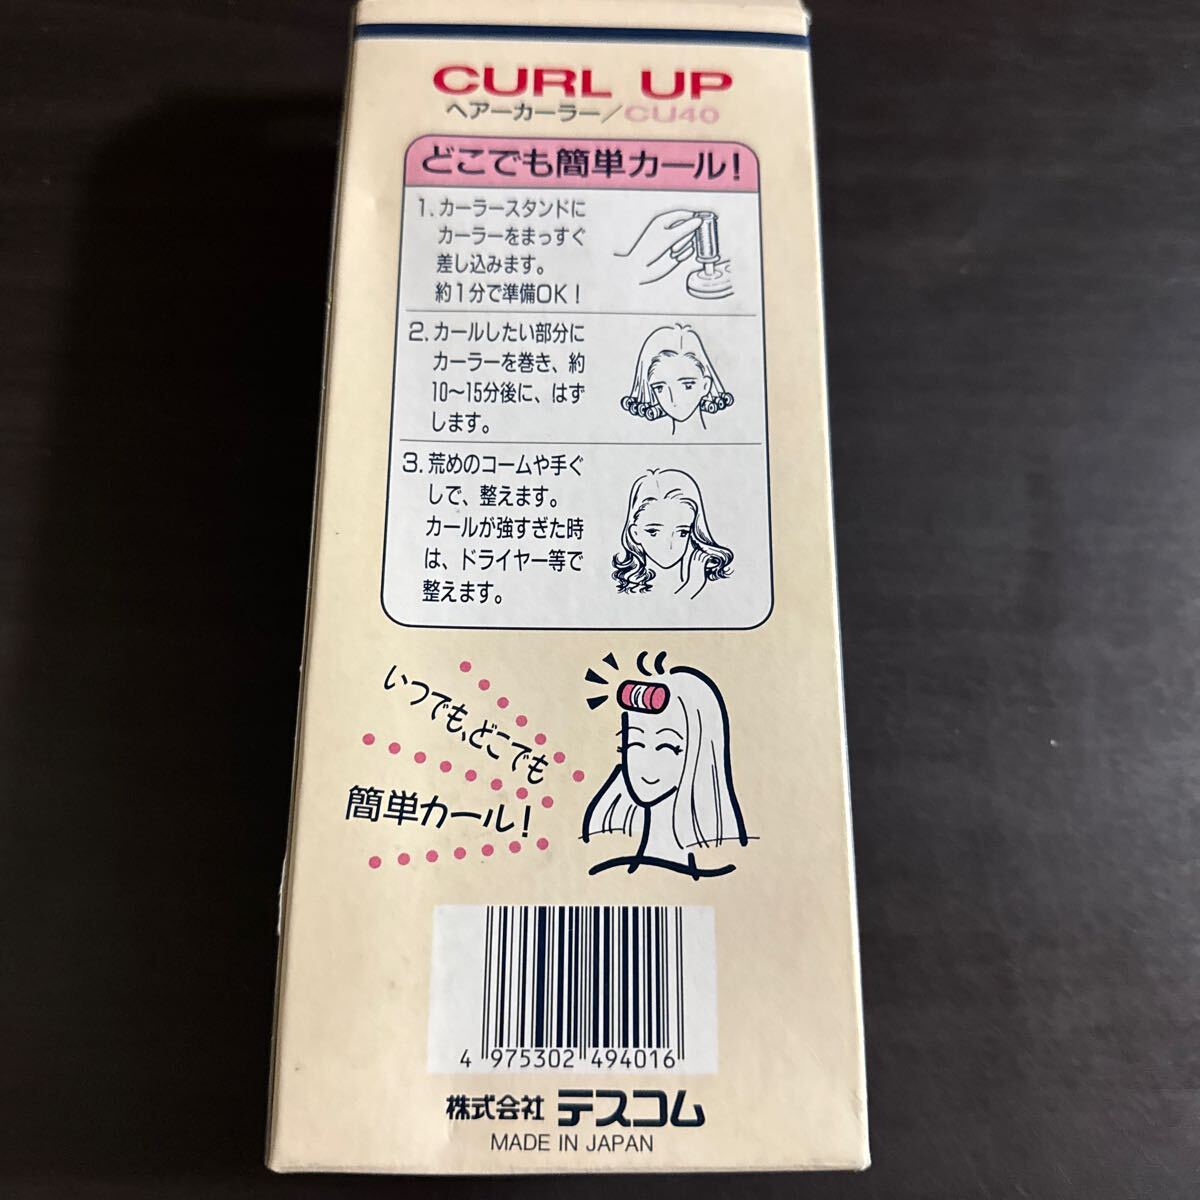 CURL UP
ヘアーカーラー/CU40
どこでも簡単カール!
1.カーラースタンドに
カーラーをまっすぐ
差し込みます。
約1分で準備OK!
2.カールしたい部分に
カーラーを巻き、約
10〜15分後に、はず
します。
3.荒めのコームや手ぐ
しで、整えます。
カールが強すぎた時
は、ドライヤー等で
整えます。
いつでも、どこでも
簡単カール!
4 975302 494016
株式会社 テスコム
MADE IN JAPAN